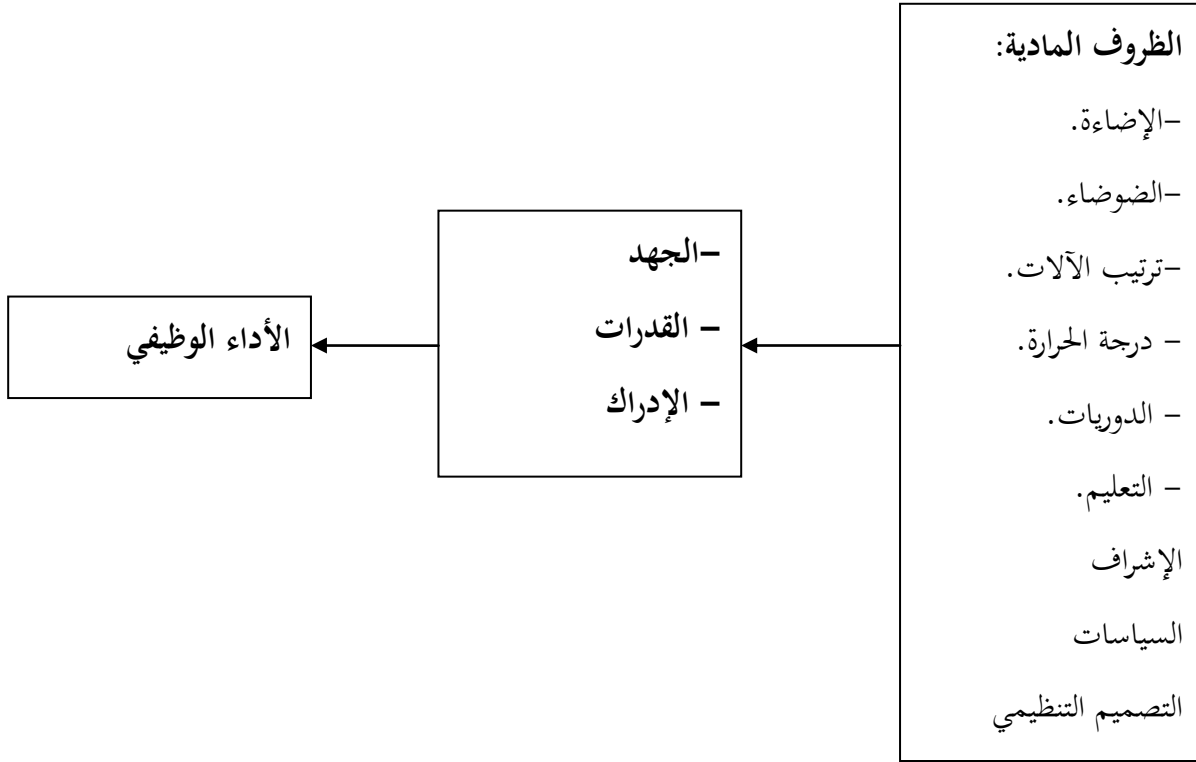 الظروف المادية:
–الإضاءة.
–الضوضاء.
–ترتيب الآلات.
– درجة الحرارة.
– الدوريات.
– التعليم.
الإشراف
السياسات
التصميم التنظيمي
–الجهد
– القدرات
– الإدراك
الأداء الوظيفي